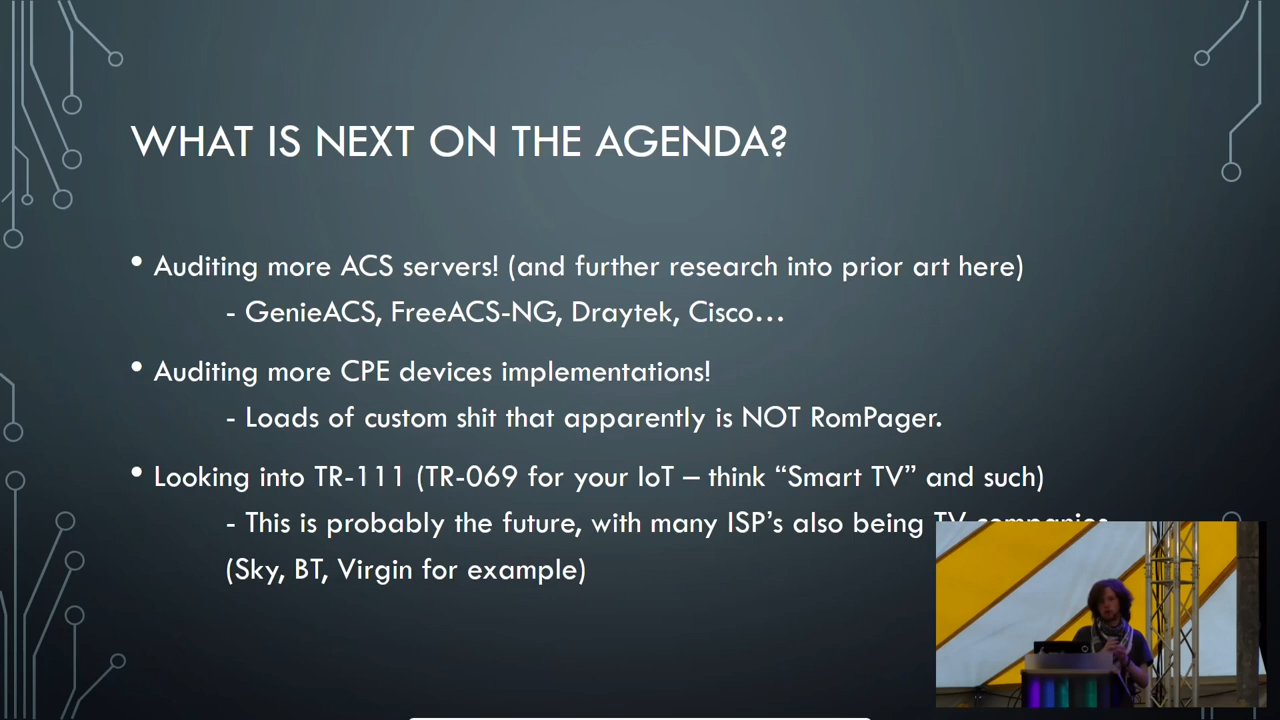 WHAT IS NEXT ON THE AGENDA?
• Auditing more ACS servers! (and further research into prior art here)
- GenieACS, FreeACS-NG, Draytek, Cisco…
• Auditing more CPE devices implementations!
- Loads of custom shit that apparently is NOT RomPager.
• Looking into TR-111 (TR-069 for your IoT – think “Smart TV” and such)
- This is probably the future, with many ISP’s also being TV companies
(Sky, BT, Virgin for example)